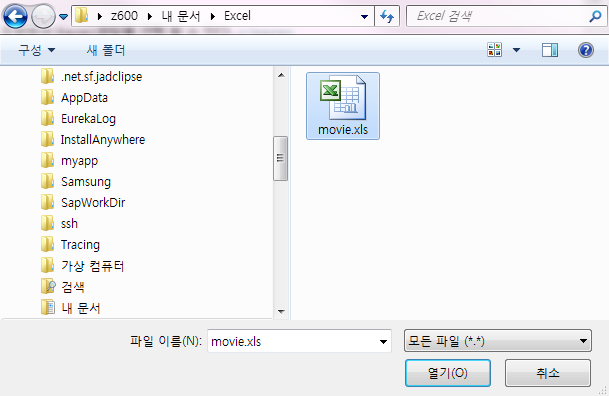 z600 내 문서 Excel Excel 검색
구성 새 폴더
.net.sf.jadclipse
AppData
EurekaLog
InstallAnywhere
myapp
Samsung
SapWorkDir
ssh
Tracing
가상 컴퓨터
검색
내 문서
movie.xls
파일 이름(N): movie.xls 모든 파일 (*.*)
열기(O) 취소